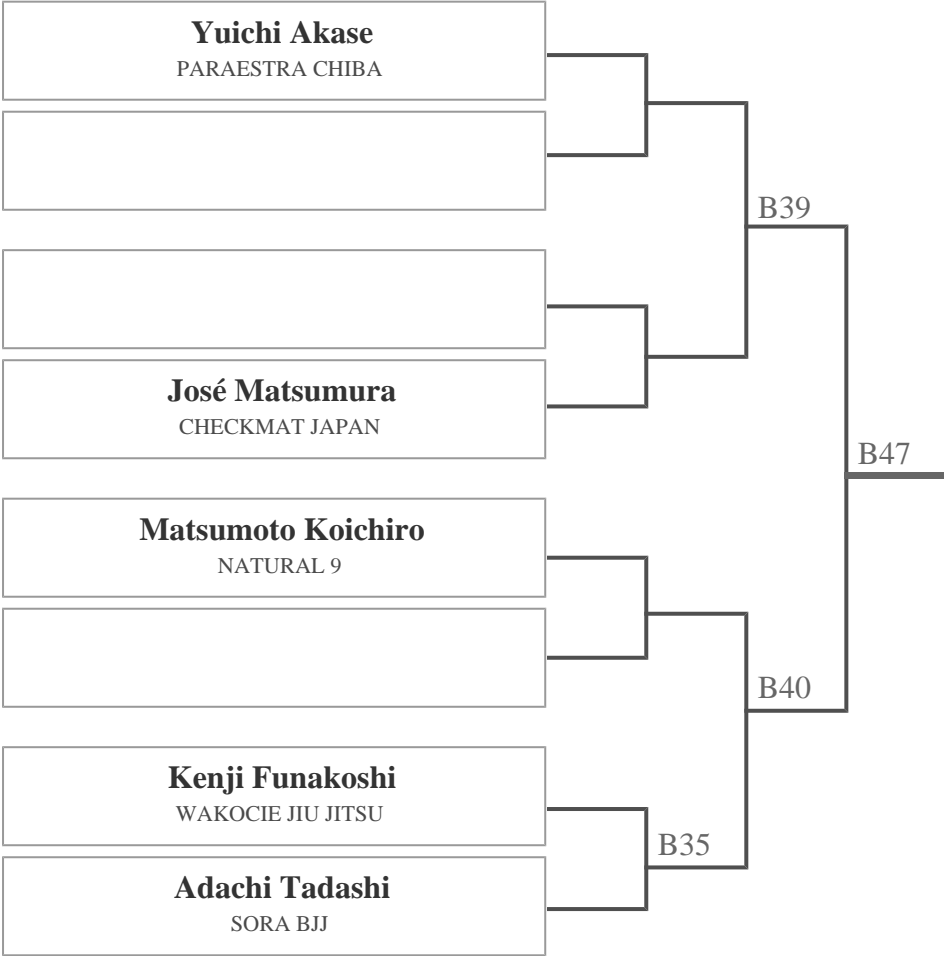 Yuichi Akase
PARAESTRA CHIBA
B39
José Matsumura
CHECKMAT JAPAN
B47
Matsumoto Koichiro
NATURAL 9
B40
Kenji Funakoshi
WAKOCIE JIU JITSU
B35
Adachi Tadashi
SORA BJJ